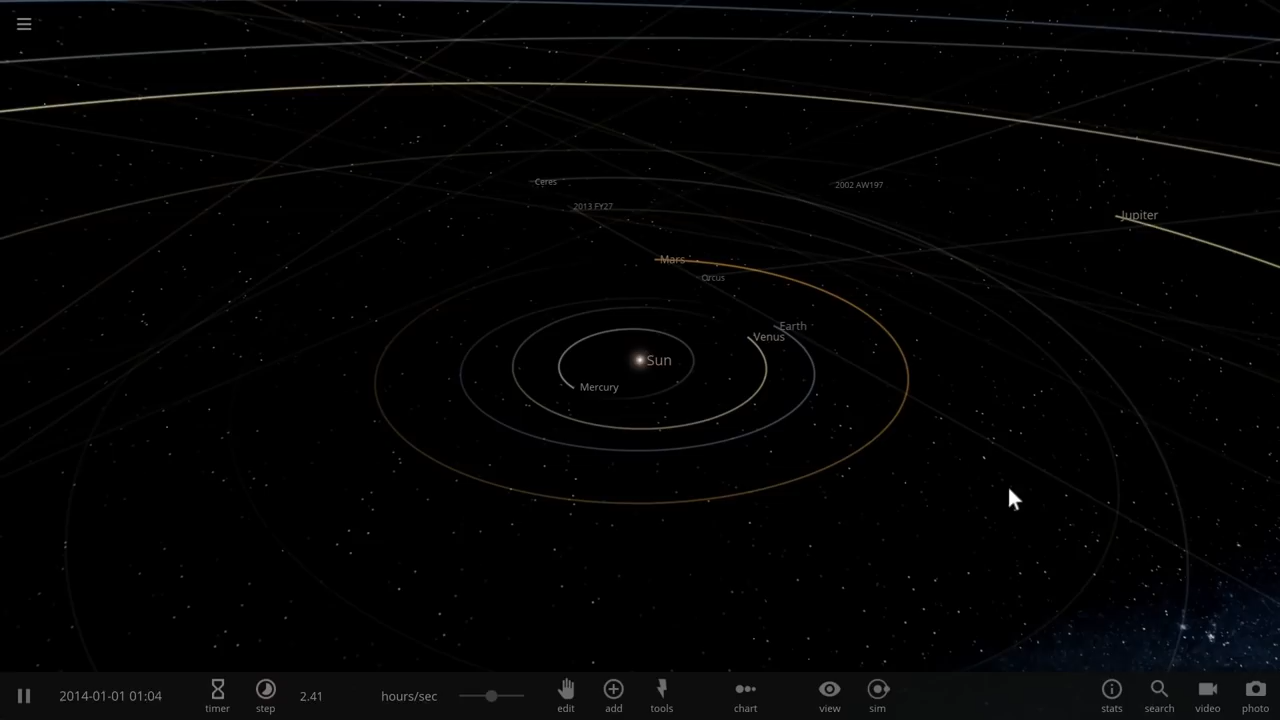 Ceres
2002 AW197
2013 FY27
Jupiter
Mars
Circus
Earth
Venus
Sun
Mercury
2014-01-01 01:04
timer
step
2.41
hours/sec
edit
add
tools
chart
view
sim
stats
search
video
photo